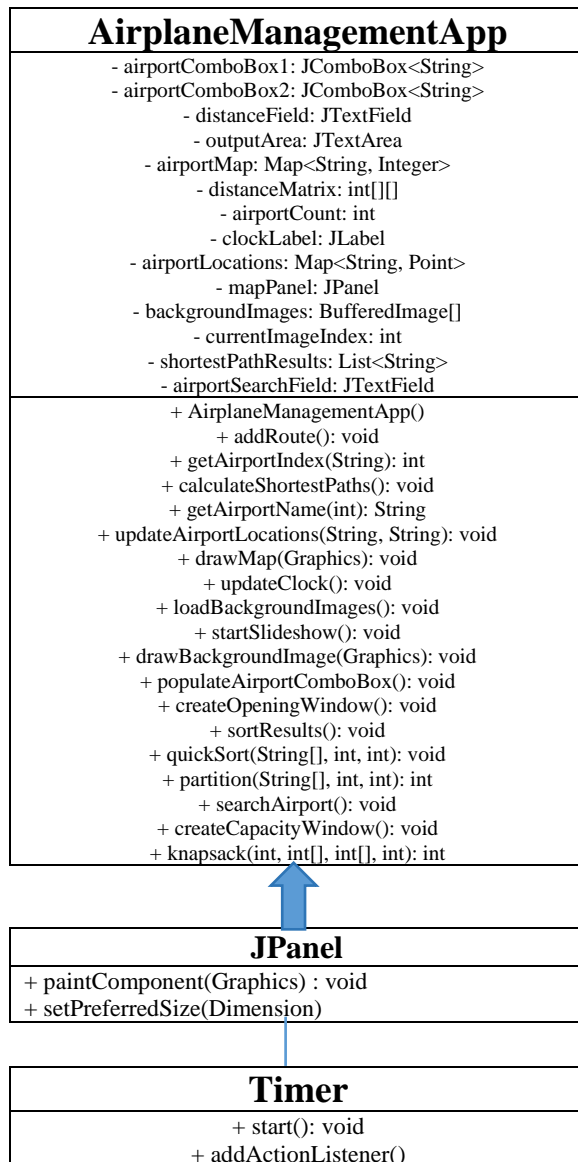 AirplaneManagementApp
- airportComboBox1: JComboBox<String>
- airportComboBox2: JComboBox<String>
- distanceField: JTextField
- outputArea: JTextArea
- airportMap: Map<String, Integer>
- distanceMatrix: int[][]
- airportCount: int
- clockLabel: JLabel
- airportLocations: Map<String, Point>
- mapPanel: JPanel
- backgroundImages: BufferedImage[]
- currentImageIndex: int
- shortestPathResults: List<String>
- airportSearchField: JTextField
+ AirplaneManagementApp()
+ addRoute(): void
+ getAirportIndex(String): int
+ calculateShortestPaths(): void
+ getAirportName(int): String
+ updateAirportLocations(String, String): void
+ drawMap(Graphics): void
+ updateClock(): void
+ loadBackgroundImages(): void
+ startSlideshow(): void
+ drawBackgroundImage(Graphics): void
+ populateAirportComboBox(): void
+ createOpeningWindow(): void
+ sortResults(): void
+ quickSort(String[], int, int): void
+ partition(String[], int, int): int
+ searchAirport(): void
+ createCapacityWindow(): void
+ knapsack(int, int[], int[], int): int
JPanel
+ paintComponent(Graphics) : void
+ setPreferredSize(Dimension)
Timer
+ start(): void
+ addActionListener()